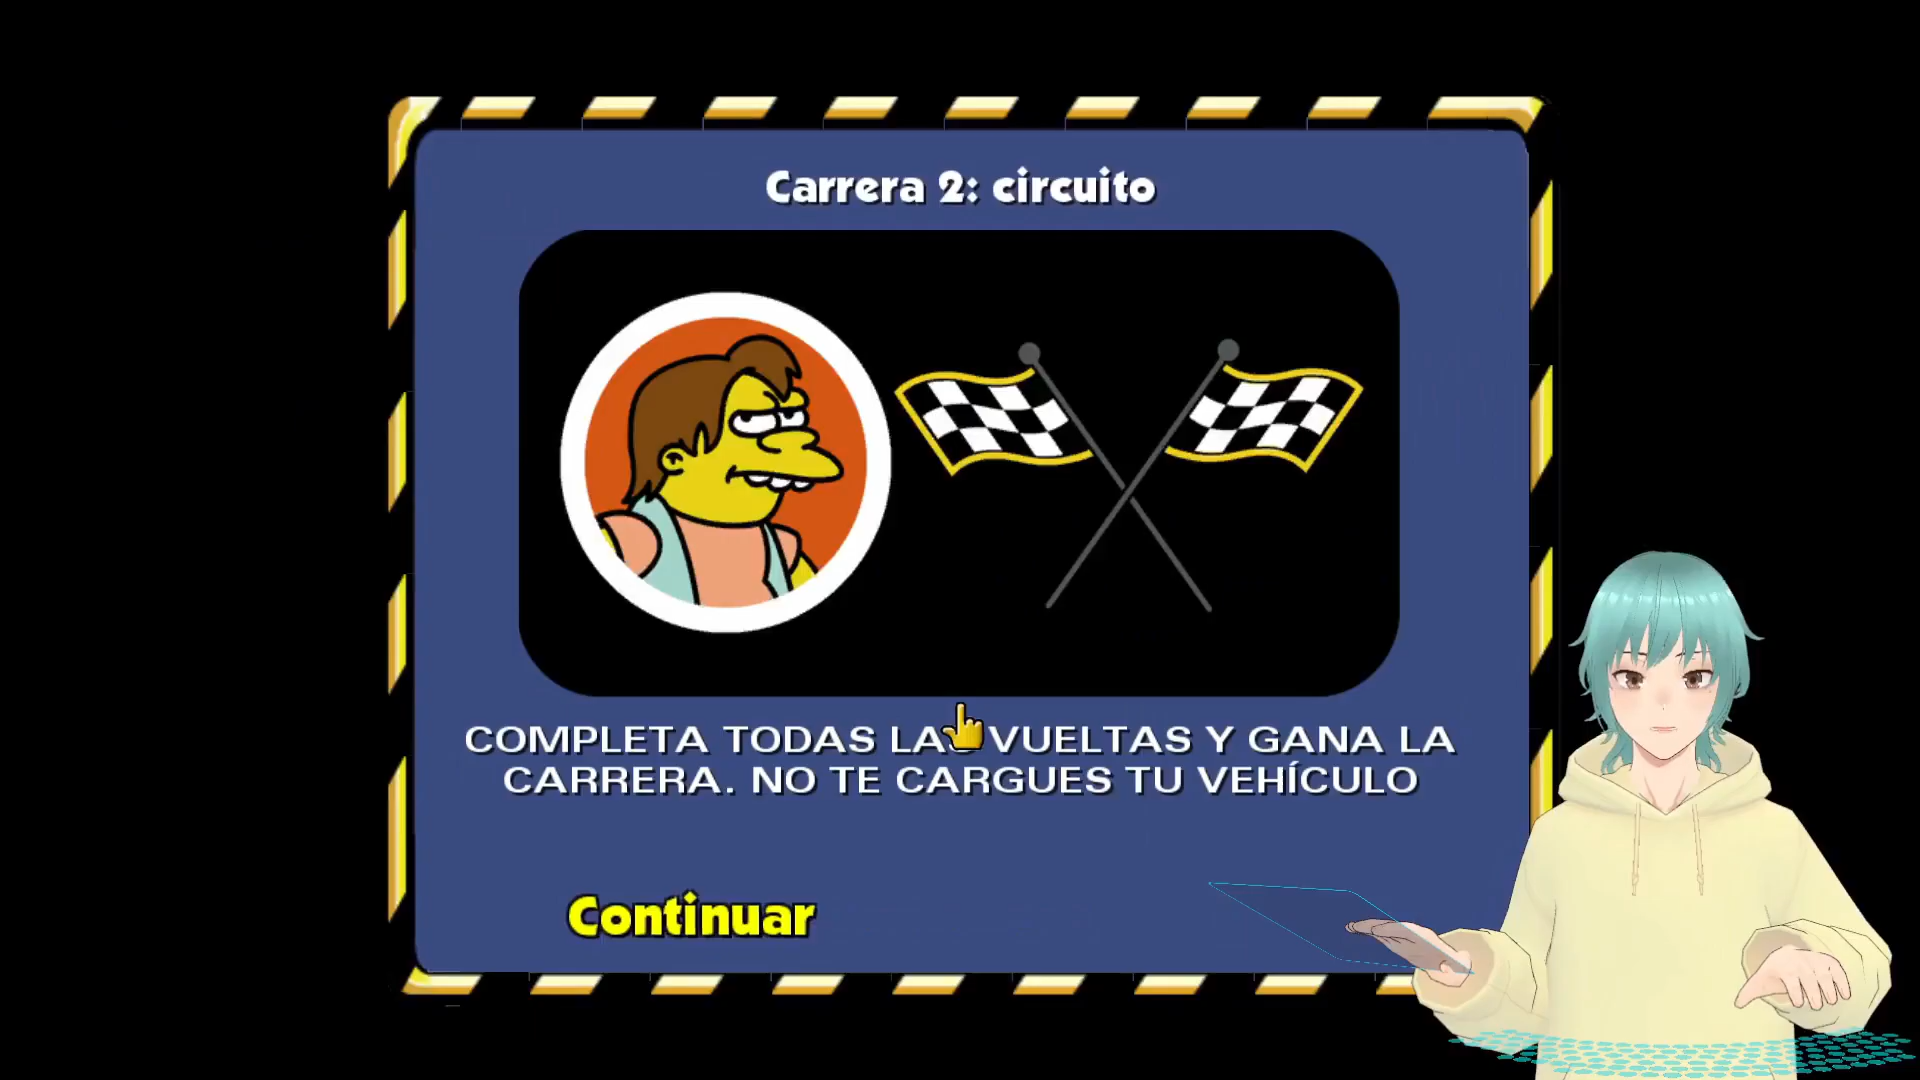 Carrera 2: circuito
COMPLETA TODAS LAS VUELTAS Y GANA LA
CARRERA. NO TE CARGUES TU VEHÍCULO
Continuar